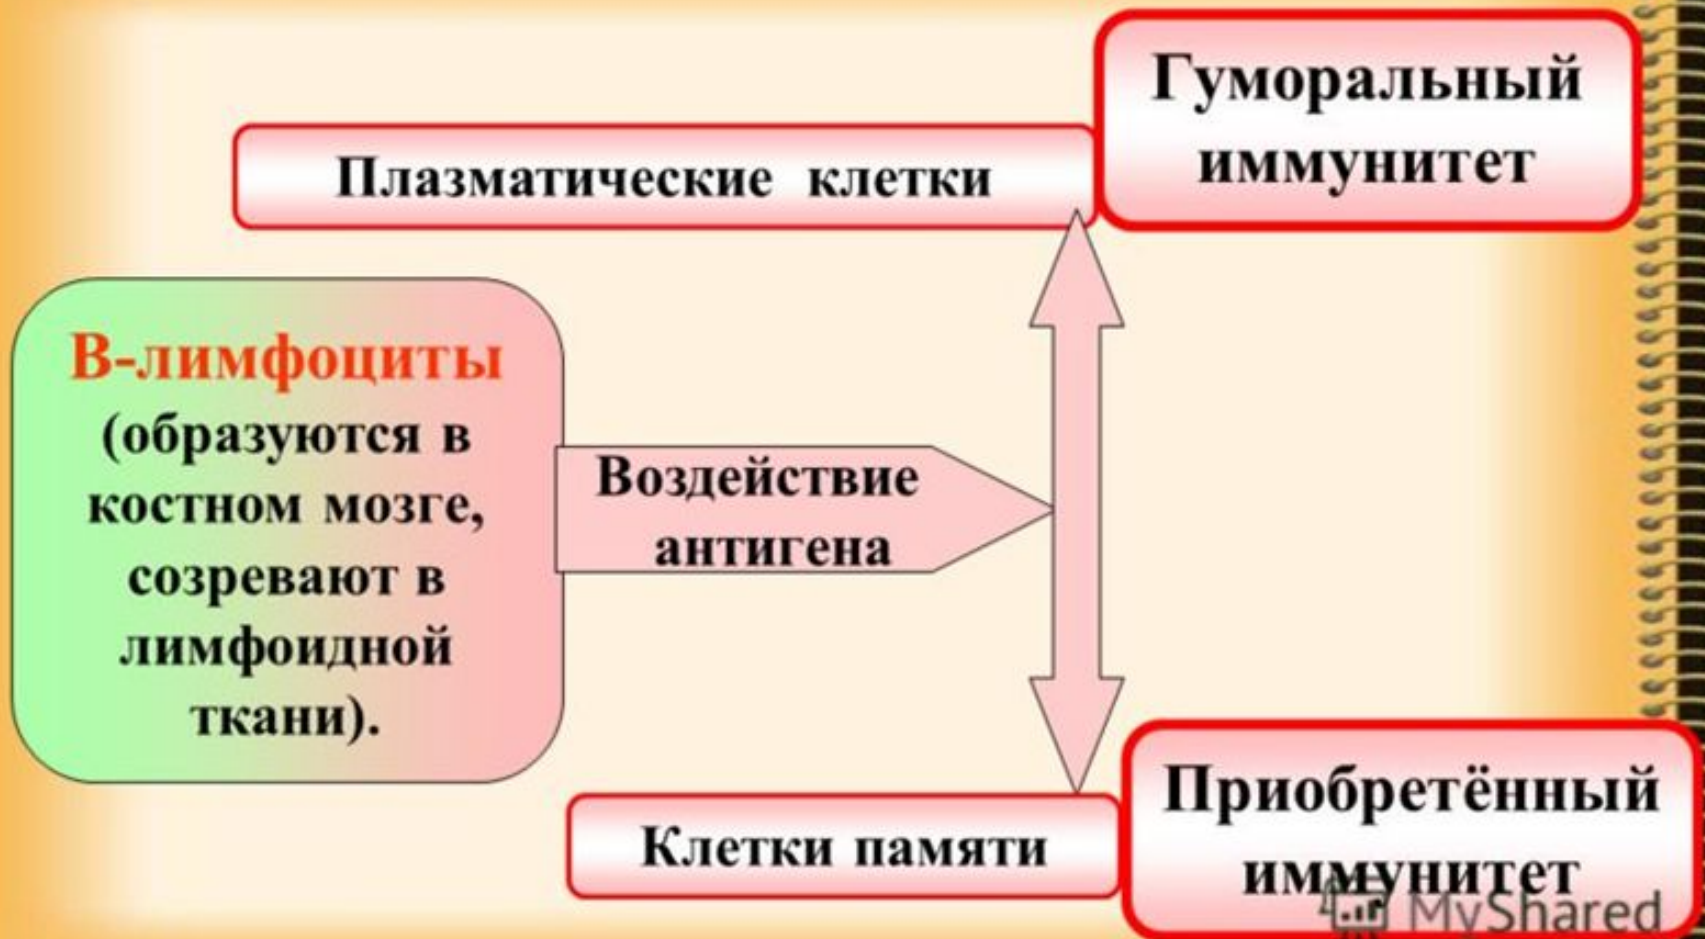 Гуморальный
иммунитет
Плазматические клетки
В-лимфоциты
(образуются в
костном мозге,
созревают в
лимфоидной
ткани).
Воздействие
антигена
Клетки памяти
Приобретённый
иммунитет
MyShared